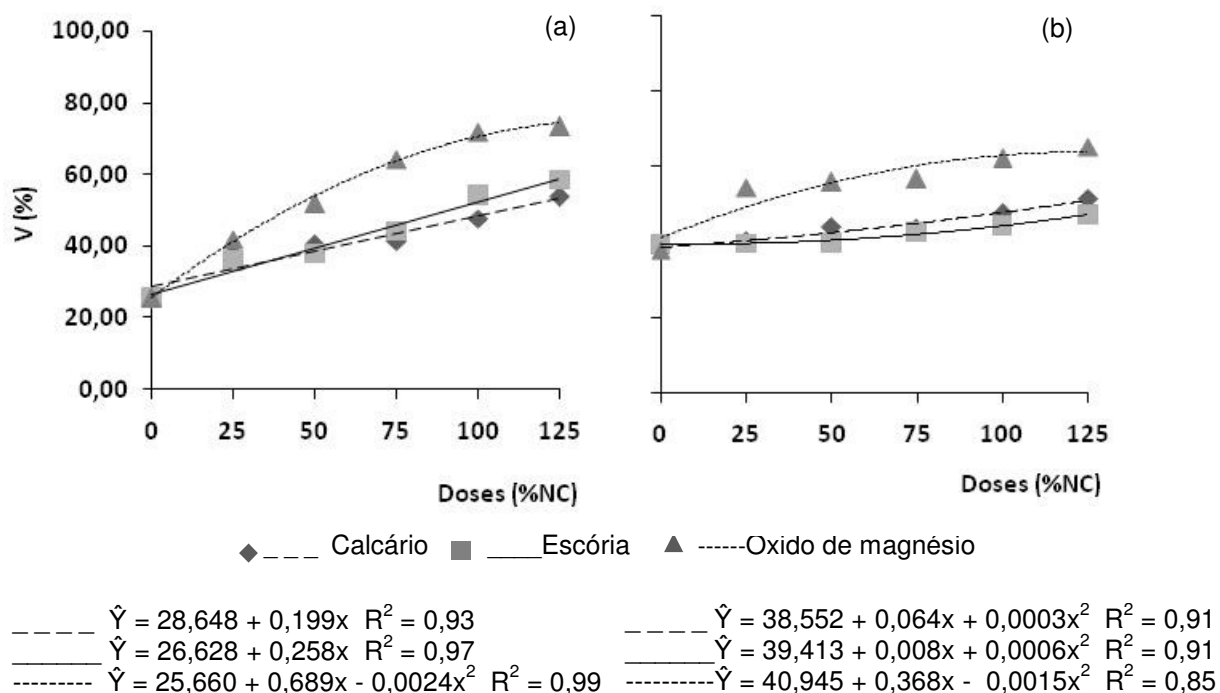 (a)
(b)
100,00
80,00
60,00
40,00
20,00
0,00
V (%)
0 25 50 75 100 125
0 25 50 75 100 125
Doses (%NC)
Doses (%NC)
Calcário Escória Oxido de magnésio
Ŷ = 28,648 + 0,199x R² = 0,93
Ŷ = 26,628 + 0,258x R² = 0,97
Ŷ = 25,660 + 0,689x - 0,0024x² R² = 0,99
Ŷ = 38,552 + 0,064x + 0,0003x² R² = 0,91
Ŷ = 39,413 + 0,008x + 0,0006x² R² = 0,91
Ŷ = 40,945 + 0,368x - 0,0015x² R² = 0,85